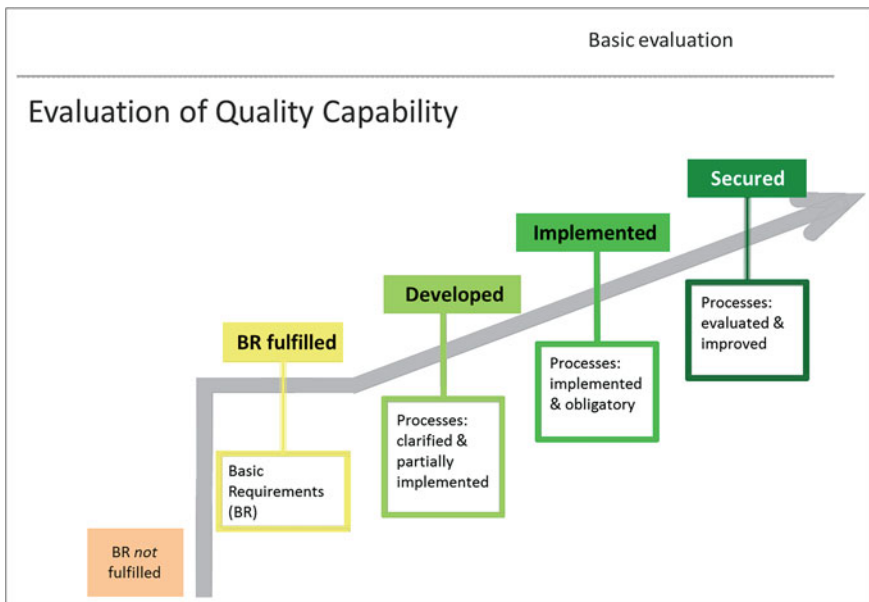 Basic evaluation
Evaluation of Quality Capability
Secured
Processes:
evaluated &
improved
Implemented
Processes:
implemented
& obligatory
Developed
Processes:
clarified &
partially
implemented
BR fulfilled
Basic
Requirements
(BR)
BR not
fulfilled